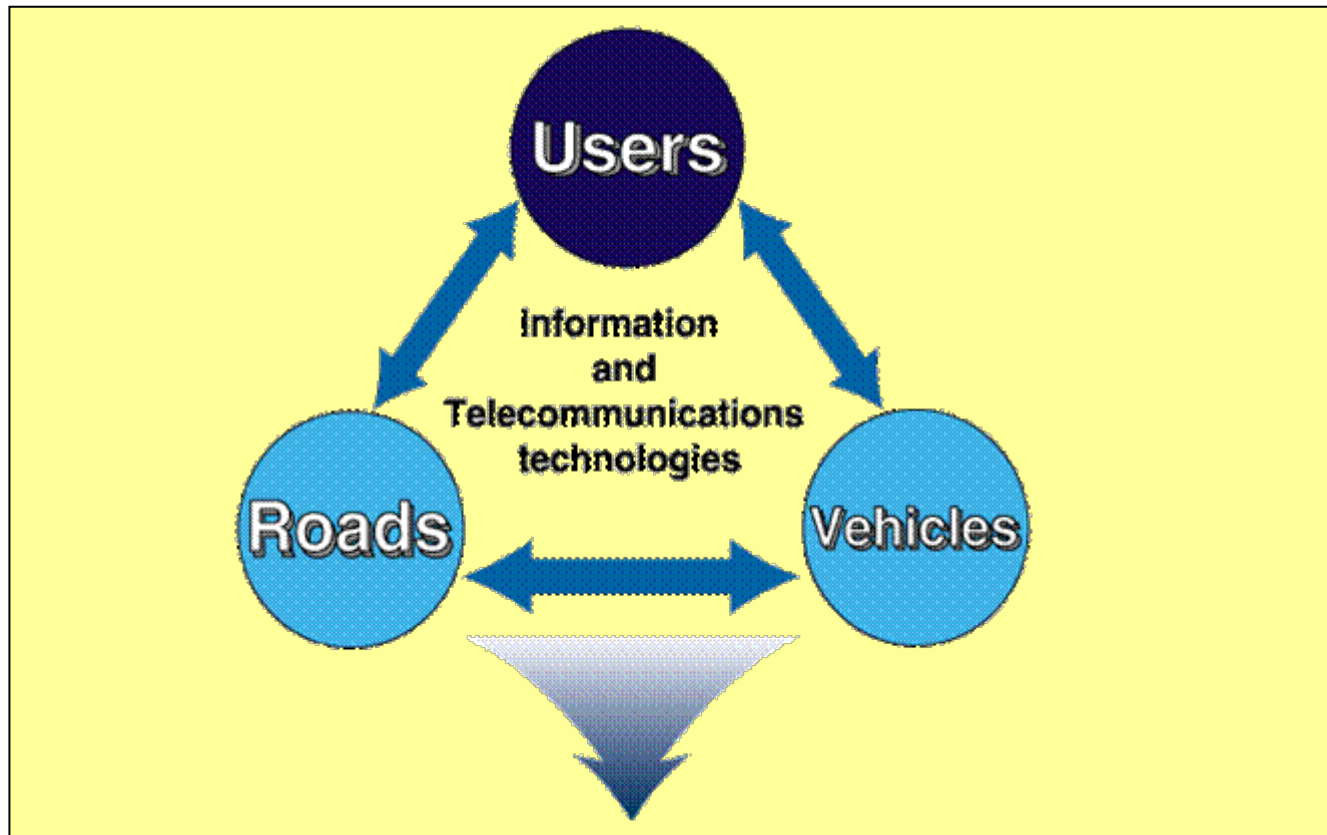 Users
Information
and
Telecommunications
technologies
Roads
Vehicles